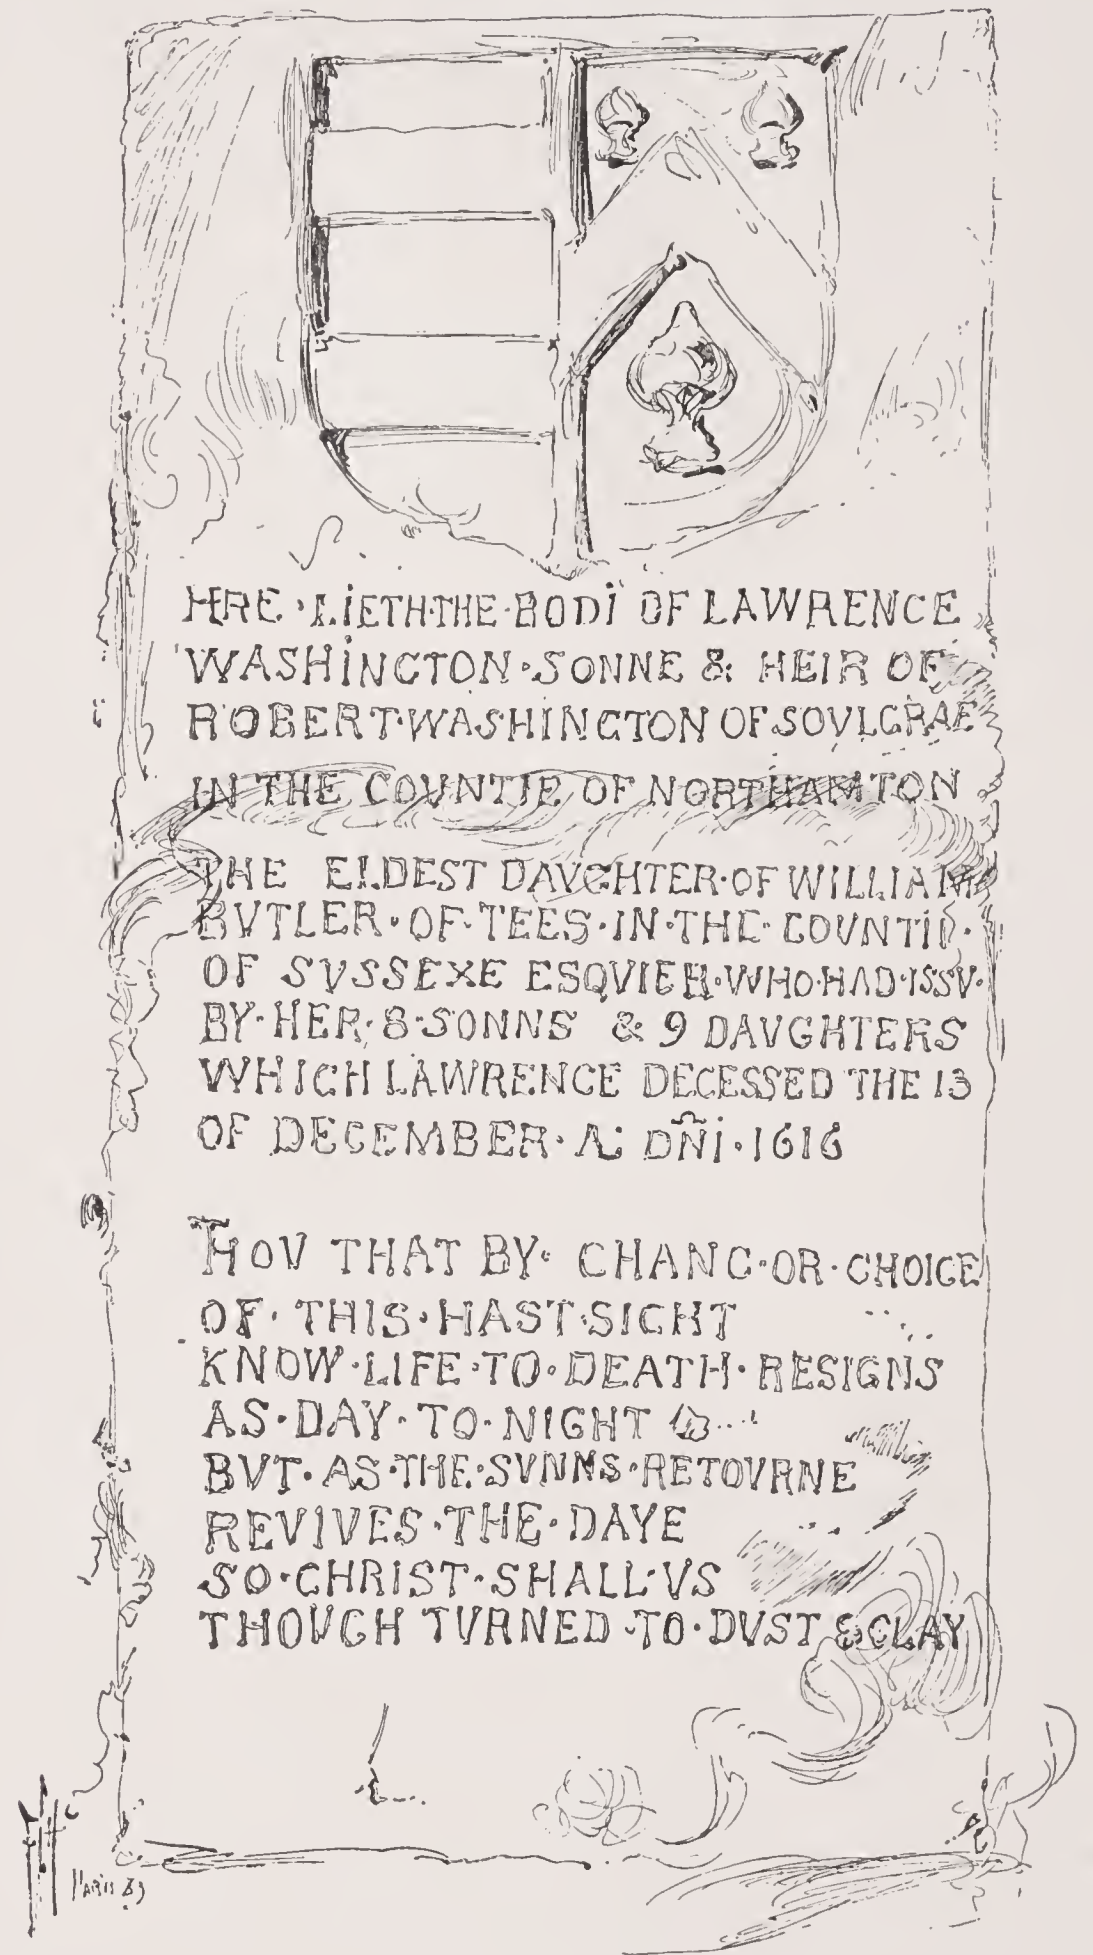 HRE · LIETH·THE·BODI OF LAWRENCE
WASHINGTON·SONNE & HEIR OF
ROBERT·WASHINGTON OF SOVLGRAE
IN THE COVNTIE OF NORTHAMTON
THE ELDEST DAVGHTER·OF WILLIAM
BVTLER·OF·TEES·IN·THE·COVNTIE·
OF SVSSEXE ESQVIER·WHO·HAD·ISSV·
BY·HER·8·SONNS & 9 DAVGHTERS
WHICH LAWRENCE DECESSED THE 13
OF DECEMBER· A: DÑI·1616
THOV THAT BY· CHANC·OR·CHOICE
OF·THIS·HAST·SIGHT
KNOW·LIFE·TO·DEATH·RESIGNS
AS·DAY·TO·NIGHT
BVT·AS·THE·SVNNS·RETOVRNE
REVIVES·THE·DAYE
SO·CHRIST·SHALL·VS
THOVGH TVRNED·TO·DVST & CLAY
PARIS 89